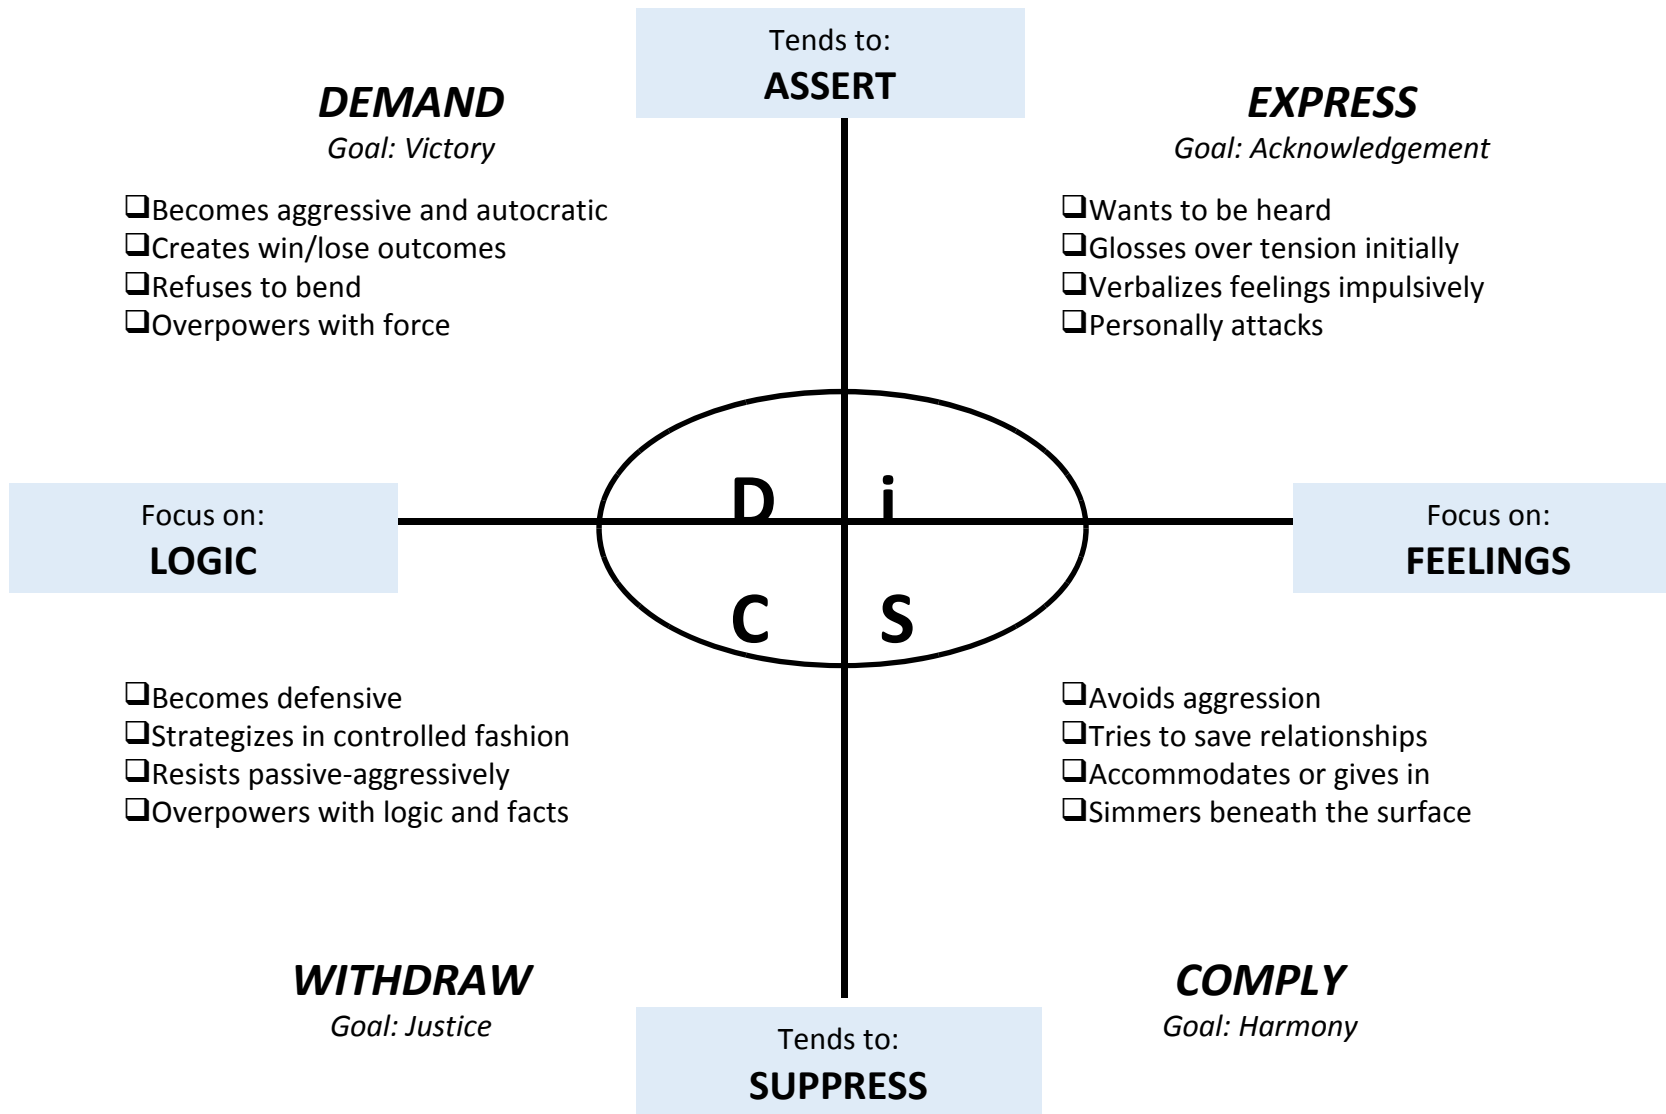 Tends to:
ASSERT
DEMAND
Goal: Victory
❑Becomes aggressive and autocratic
❑Creates win/lose outcomes
❑Refuses to bend
❑Overpowers with force
EXPRESS
Goal: Acknowledgement
❑Wants to be heard
❑Glosses over tension initially
❑Verbalizes feelings impulsively
❑Personally attacks
Focus on:
LOGIC
D i
C S
Focus on:
FEELINGS
❑Becomes defensive
❑Strategizes in controlled fashion
❑Resists passive-aggressively
❑Overpowers with logic and facts
WITHDRAW
Goal: Justice
❑Avoids aggression
❑Tries to save relationships
❑Accommodates or gives in
❑Simmers beneath the surface
COMPLY
Goal: Harmony
Tends to:
SUPPRESS